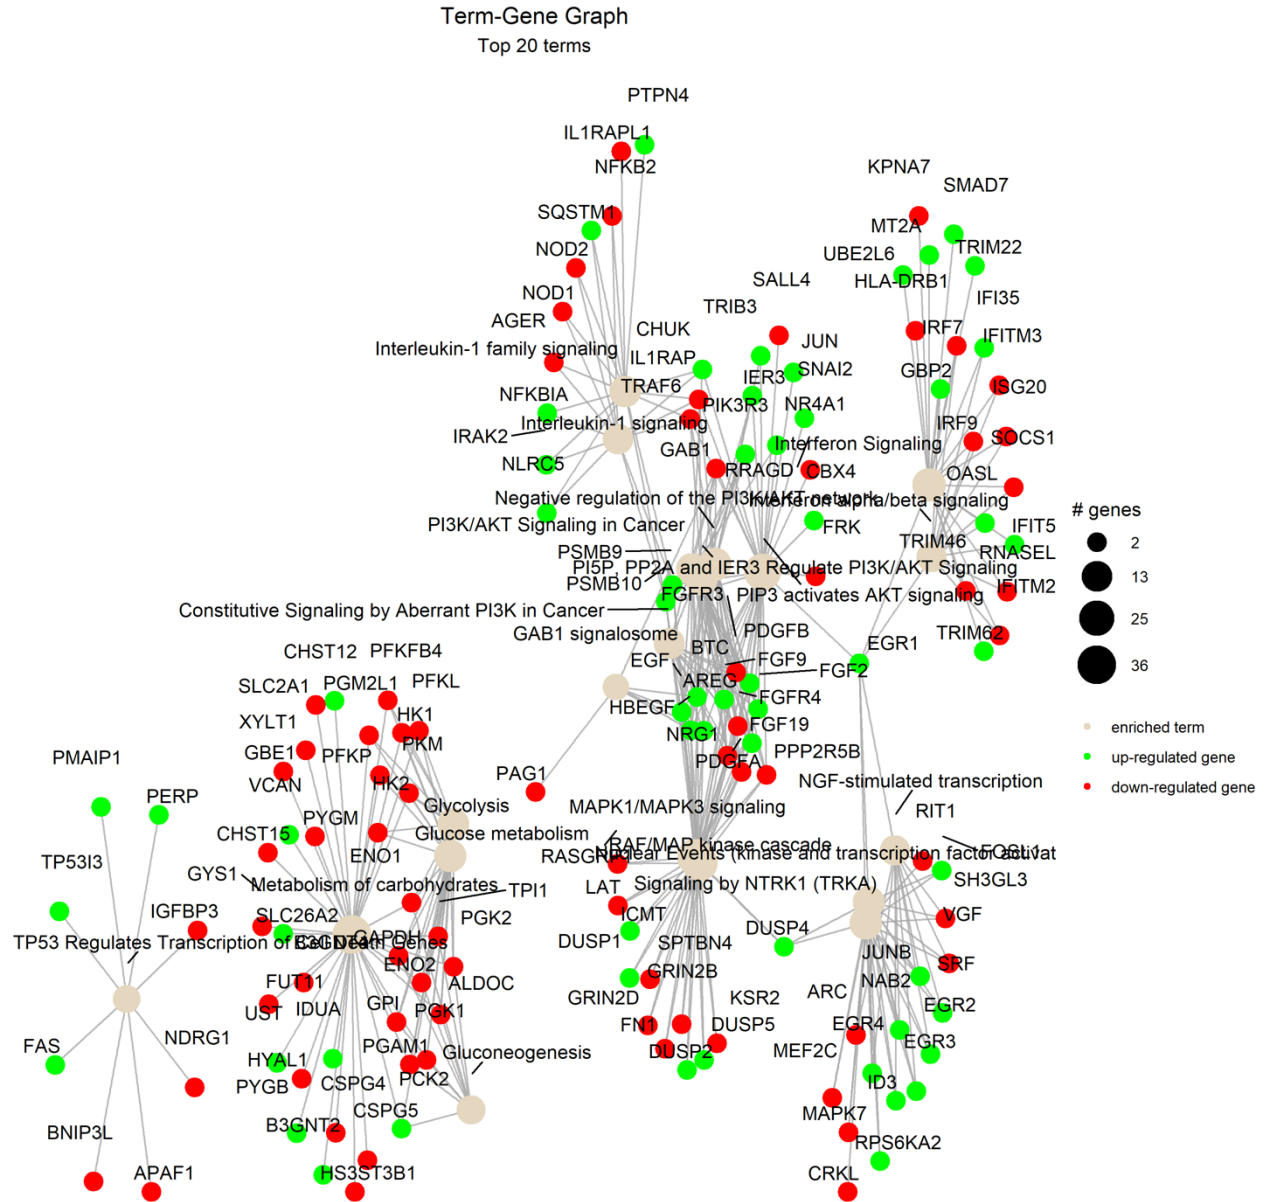 Term-Gene Graph
Top 20 terms
PTPN4
IL1RAPL1
NFKB2
KPNA7
SMAD7
SQSTM1
MT2A
NOD2
UBE2L6
TRIM22
SALL4
HLA-DRB1
NOD1
TRIB3
IFI35
AGER
CHUK
IRF7
IFITM3
Interleukin-1 family signaling
IL1RAP
JUN
GBP2
IER3
SNAI2
TRAF6
ISG20
NFKBIA
PIK3R3
NR4A1
Interleukin-1 signaling
IRF9
IRAK2
GAB1
Interferon Signaling
SOCS1
NLRC5
RRAGD
CBX4
OASL
Negative regulation of the PI3K/AKT network
Interferon alpha/beta signaling
# genes
PI3K/AKT Signaling in Cancer
FRK
IFIT5
2
TRIM46
PSMB9
RNASEL
PI5P, PP2A and IER3 Regulate PI3K/AKT Signaling
13
PSMB10
IFITM2
FGFR3
PIP3 activates AKT signaling
Constitutive Signaling by Aberrant PI3K in Cancer
25
GAB1 signalosome
PDGFB
TRIM62
EGR1
BTC
CHST12
PFKFB4
EGF
FGF9
36
FGF2
SLC2A1
PGM2L1
PFKL
AREG
FGFR4
HBEGF
XYLT1
HK1
FGF19
enriched term
NRG1
PMAIP1
GBE1
PFKP
PKM
PPP2R5B
up-regulated gene
PDGFA
VCAN
HK2
PAG1
NGF-stimulated transcription
down-regulated gene
PERP
Glycolysis
MAPK1/MAPK3 signaling
RIT1
PYGM
CHST15
Glucose metabolism
RAF/MAP kinase cascade
FOSL1
TP53I3
ENO1
RASGRF1
Nuclear Events (kinase and transcription factor activat
GYS1
Metabolism of carbohydrates
TPI1
LAT
Signaling by NTRK1 (TRKA)
SH3GL3
IGFBP3
SLC26A2
PGK2
ICMT
VGF
TP53 Regulates Transcription of Cell Death Genes
B3GNT4
GAPDH
DUSP1
SPTBN4
DUSP4
JUNB
ENO2
GRIN2B
SRF
FUT11
ALDOC
NAB2
UST
IDUA
GPI
PGK1
GRIN2D
KSR2
ARC
EGR2
NDRG1
FN1
DUSP5
EGR4
FAS
HYAL1
PGAM1
Gluconeogenesis
DUSP2
MEF2C
EGR3
PYGB
CSPG4
PCK2
ID3
CSPG5
BNIP3L
B3GNT2
MAPK7
RPS6KA2
APAF1
HS3ST3B1
CRKL